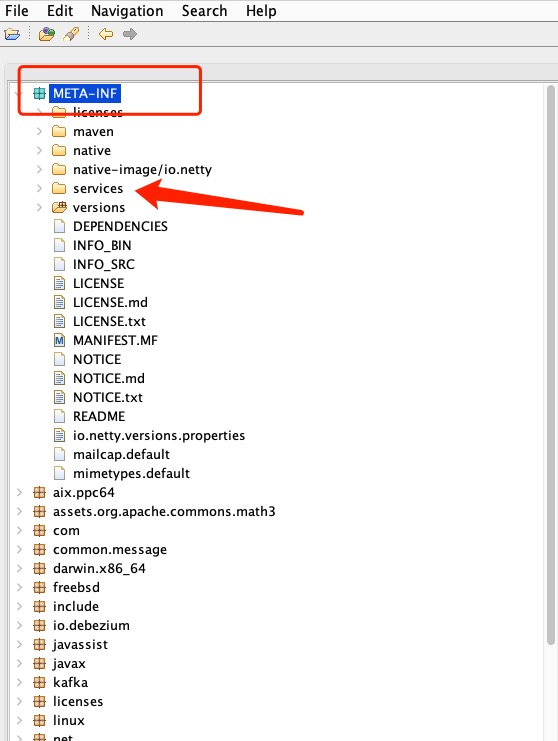 File Edit Navigation Search Help
META-INF
licenses
maven
native
native-image/io.netty
services
versions
DEPENDENCIES
INFO_BIN
INFO_SRC
LICENSE
LICENSE.md
LICENSE.txt
MANIFEST.MF
NOTICE
NOTICE.md
NOTICE.txt
README
io.netty.versions.properties
mailcap.default
mimetypes.default
aix.ppc64
assets.org.apache.commons.math3
com
common.message
darwin.x86_64
freebsd
include
io.debezium
javassist
javax
kafka
licenses
linux
net